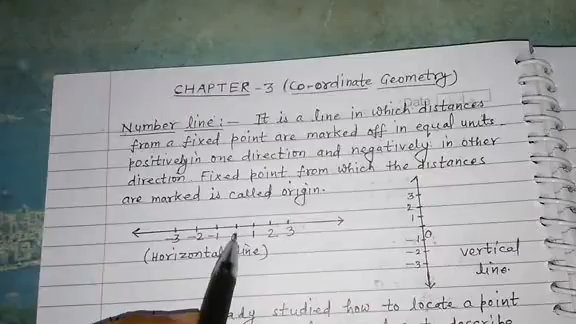 CHAPTER - 3 (Co-ordinate Geometry)
Number line :- It is a line in which distances
from a fixed point are marked off in equal units
positively in one direction and negatively in other
direction. Fixed point from which the distances
are marked is called origin.
-3 -2 -1 1 2 3
(Horizontal line)
3
2
1
0
-1
-2
-3
vertical
line.
studied how to locate a point
describe